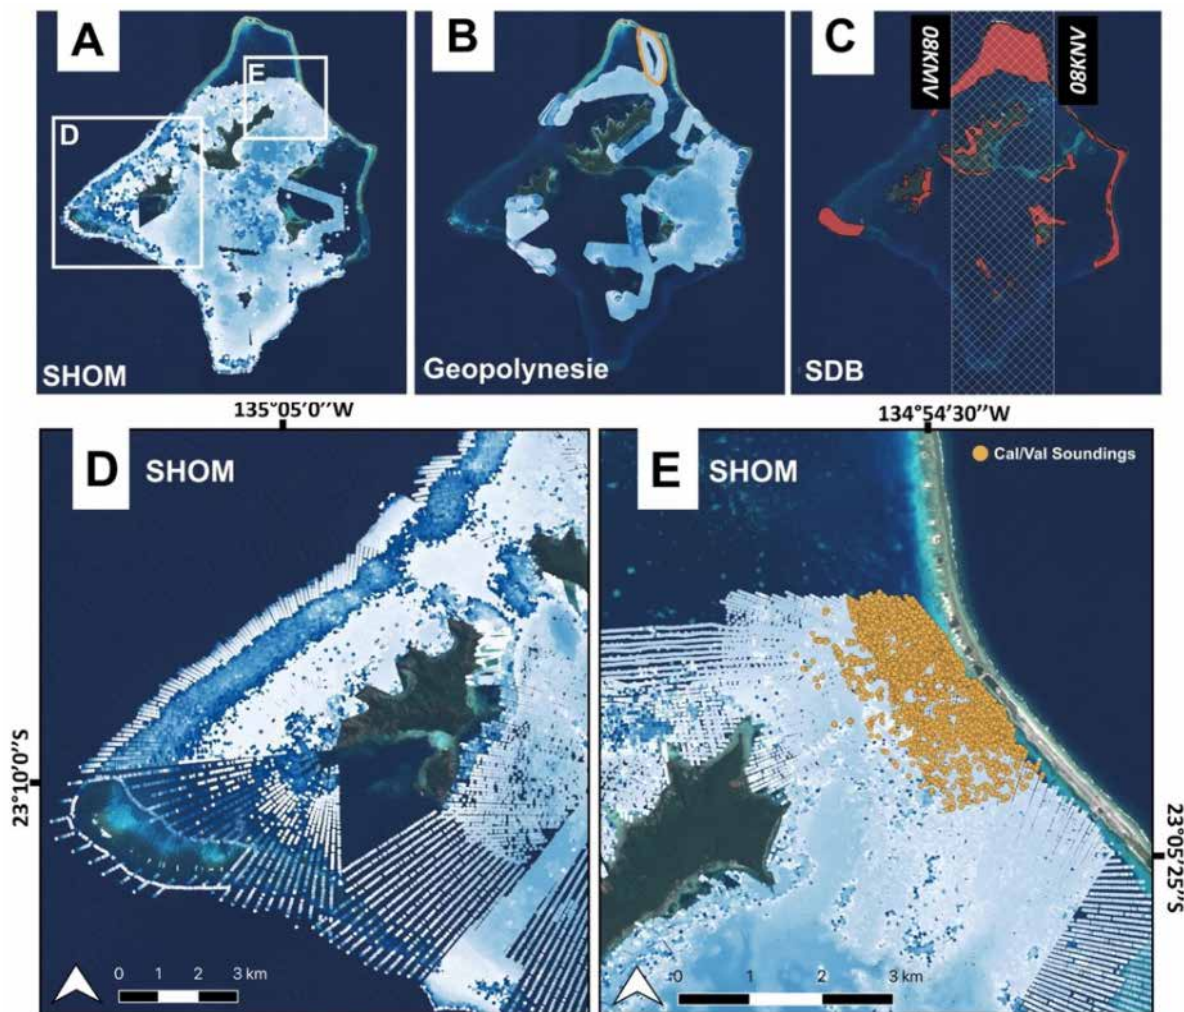 A
B
C
E
D
08KMV
08KNV
SHOM
Geopolynesie
SDB
135°05'0''W
134°54'30''W
D
SHOM
E
SHOM
Cal/Val Soundings
23°10'0''S
23°05'25''S
0 1 2 3 km
0 1 2 3 km